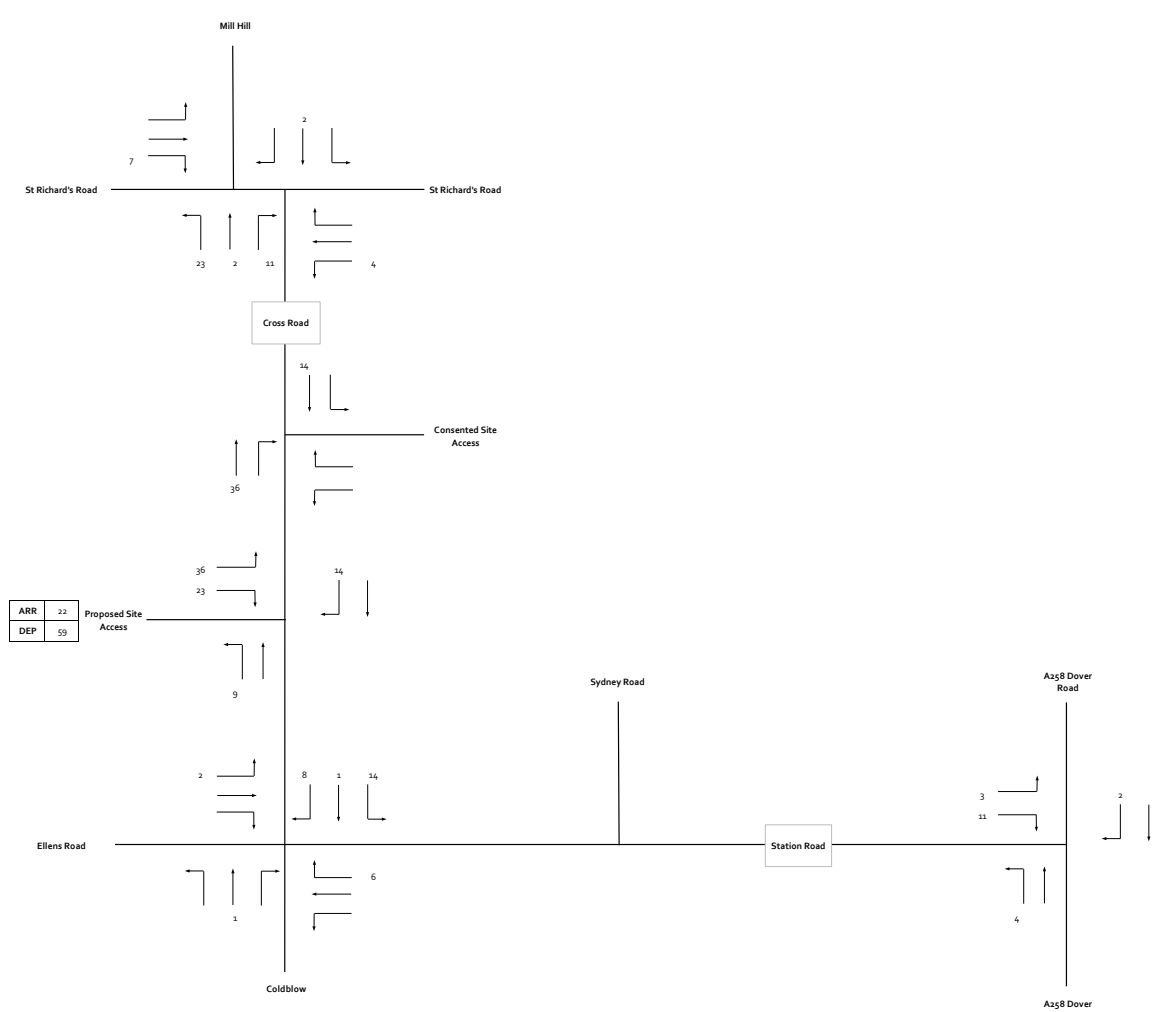 Mill Hill
2
7
St Richard's Road
St Richard's Road
23 2 11 4
Cross Road
14
Consented Site
Access
36
36
23
14
ARR 22
DEP 59
Proposed Site
Access
9
Sydney Road
A258 Dover
Road
2
8 1 14
3
11
2
Ellens Road
Station Road
6
1
4
Coldblow
A258 Dover